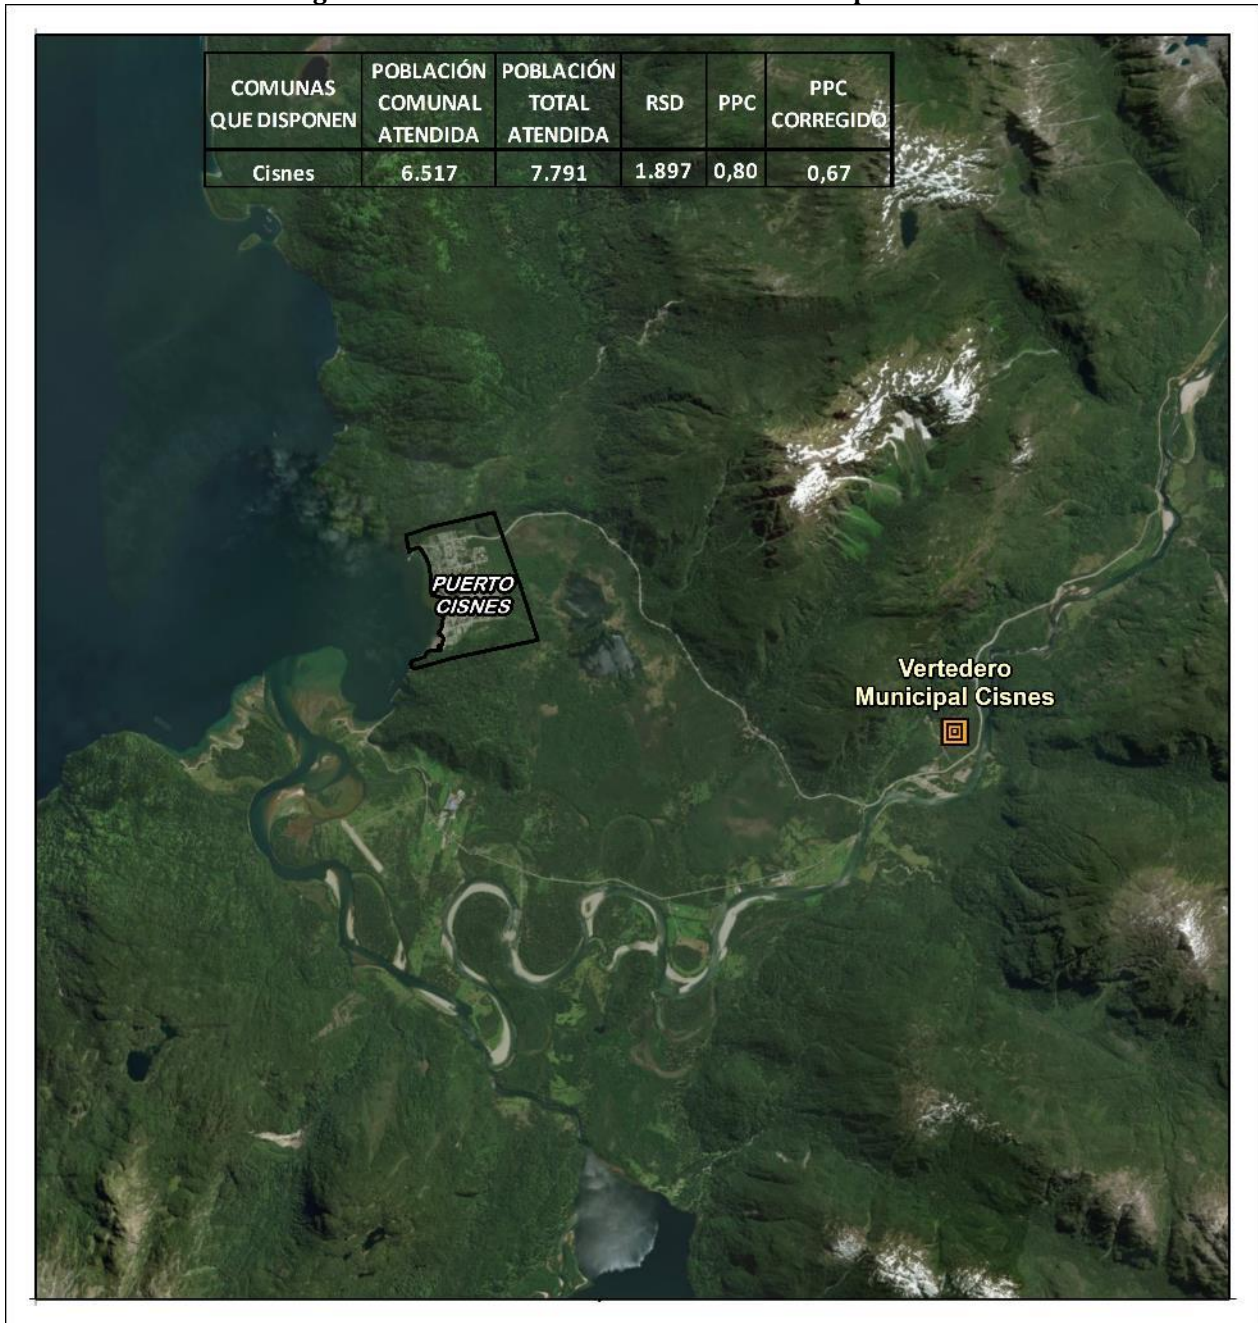 COMUNAS QUE DISPONEN
POBLACIÓN COMUNAL ATENDIDA
POBLACIÓN TOTAL ATENDIDA
RSD
PPC
PPC CORREGIDO
Cisnes
6.517
7.791
1.897
0,80
0,67
PUERTO
CISNES
Vertedero
Municipal Cisnes